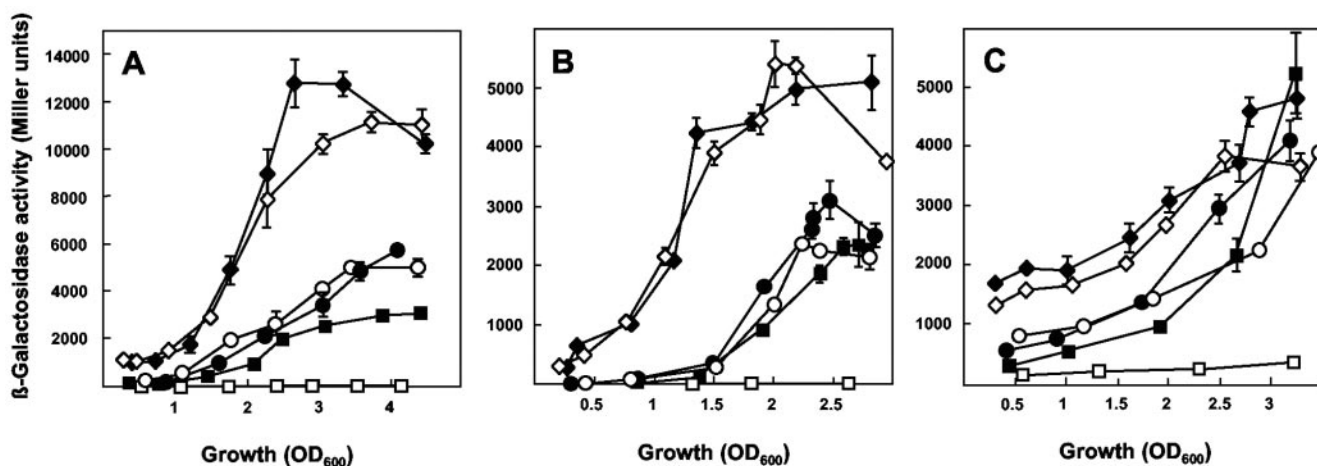 ß-Galactosidase activity (Miller units)
A
14000
12000
10000
8000
6000
4000
2000
1 2 3 4
Growth (OD600)
B
5000
4000
3000
2000
1000
0.5 1 1.5 2 2.5
Growth (OD600)
C
5000
4000
3000
2000
1000
0.5 1 1.5 2 2.5 3
Growth (OD600)